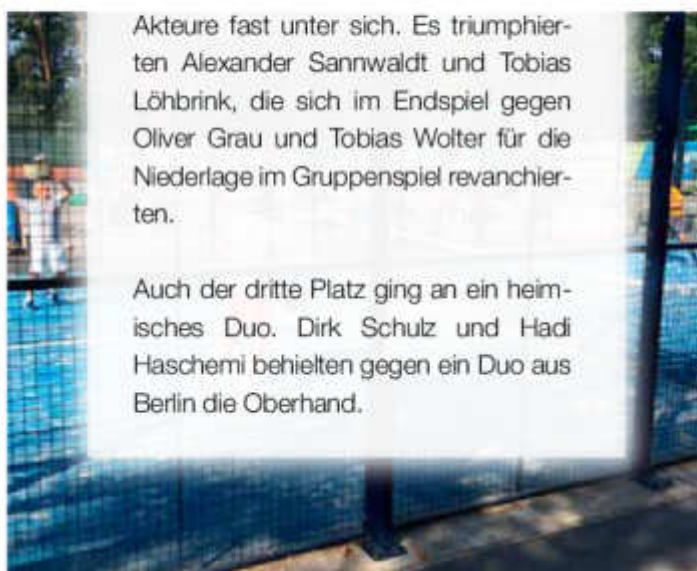 Akteure fast unter sich. Es triumphier-
ten Alexander Sannwaldt und Tobias
Löhbrink, die sich im Endspiel gegen
Oliver Grau und Tobias Wolter für die
Niederlage im Gruppenspiel revanchier-
ten.
Auch der dritte Platz ging an ein heim-
isches Duo. Dirk Schulz und Hadi
Haschemi behielten gegen ein Duo aus
Berlin die Oberhand.